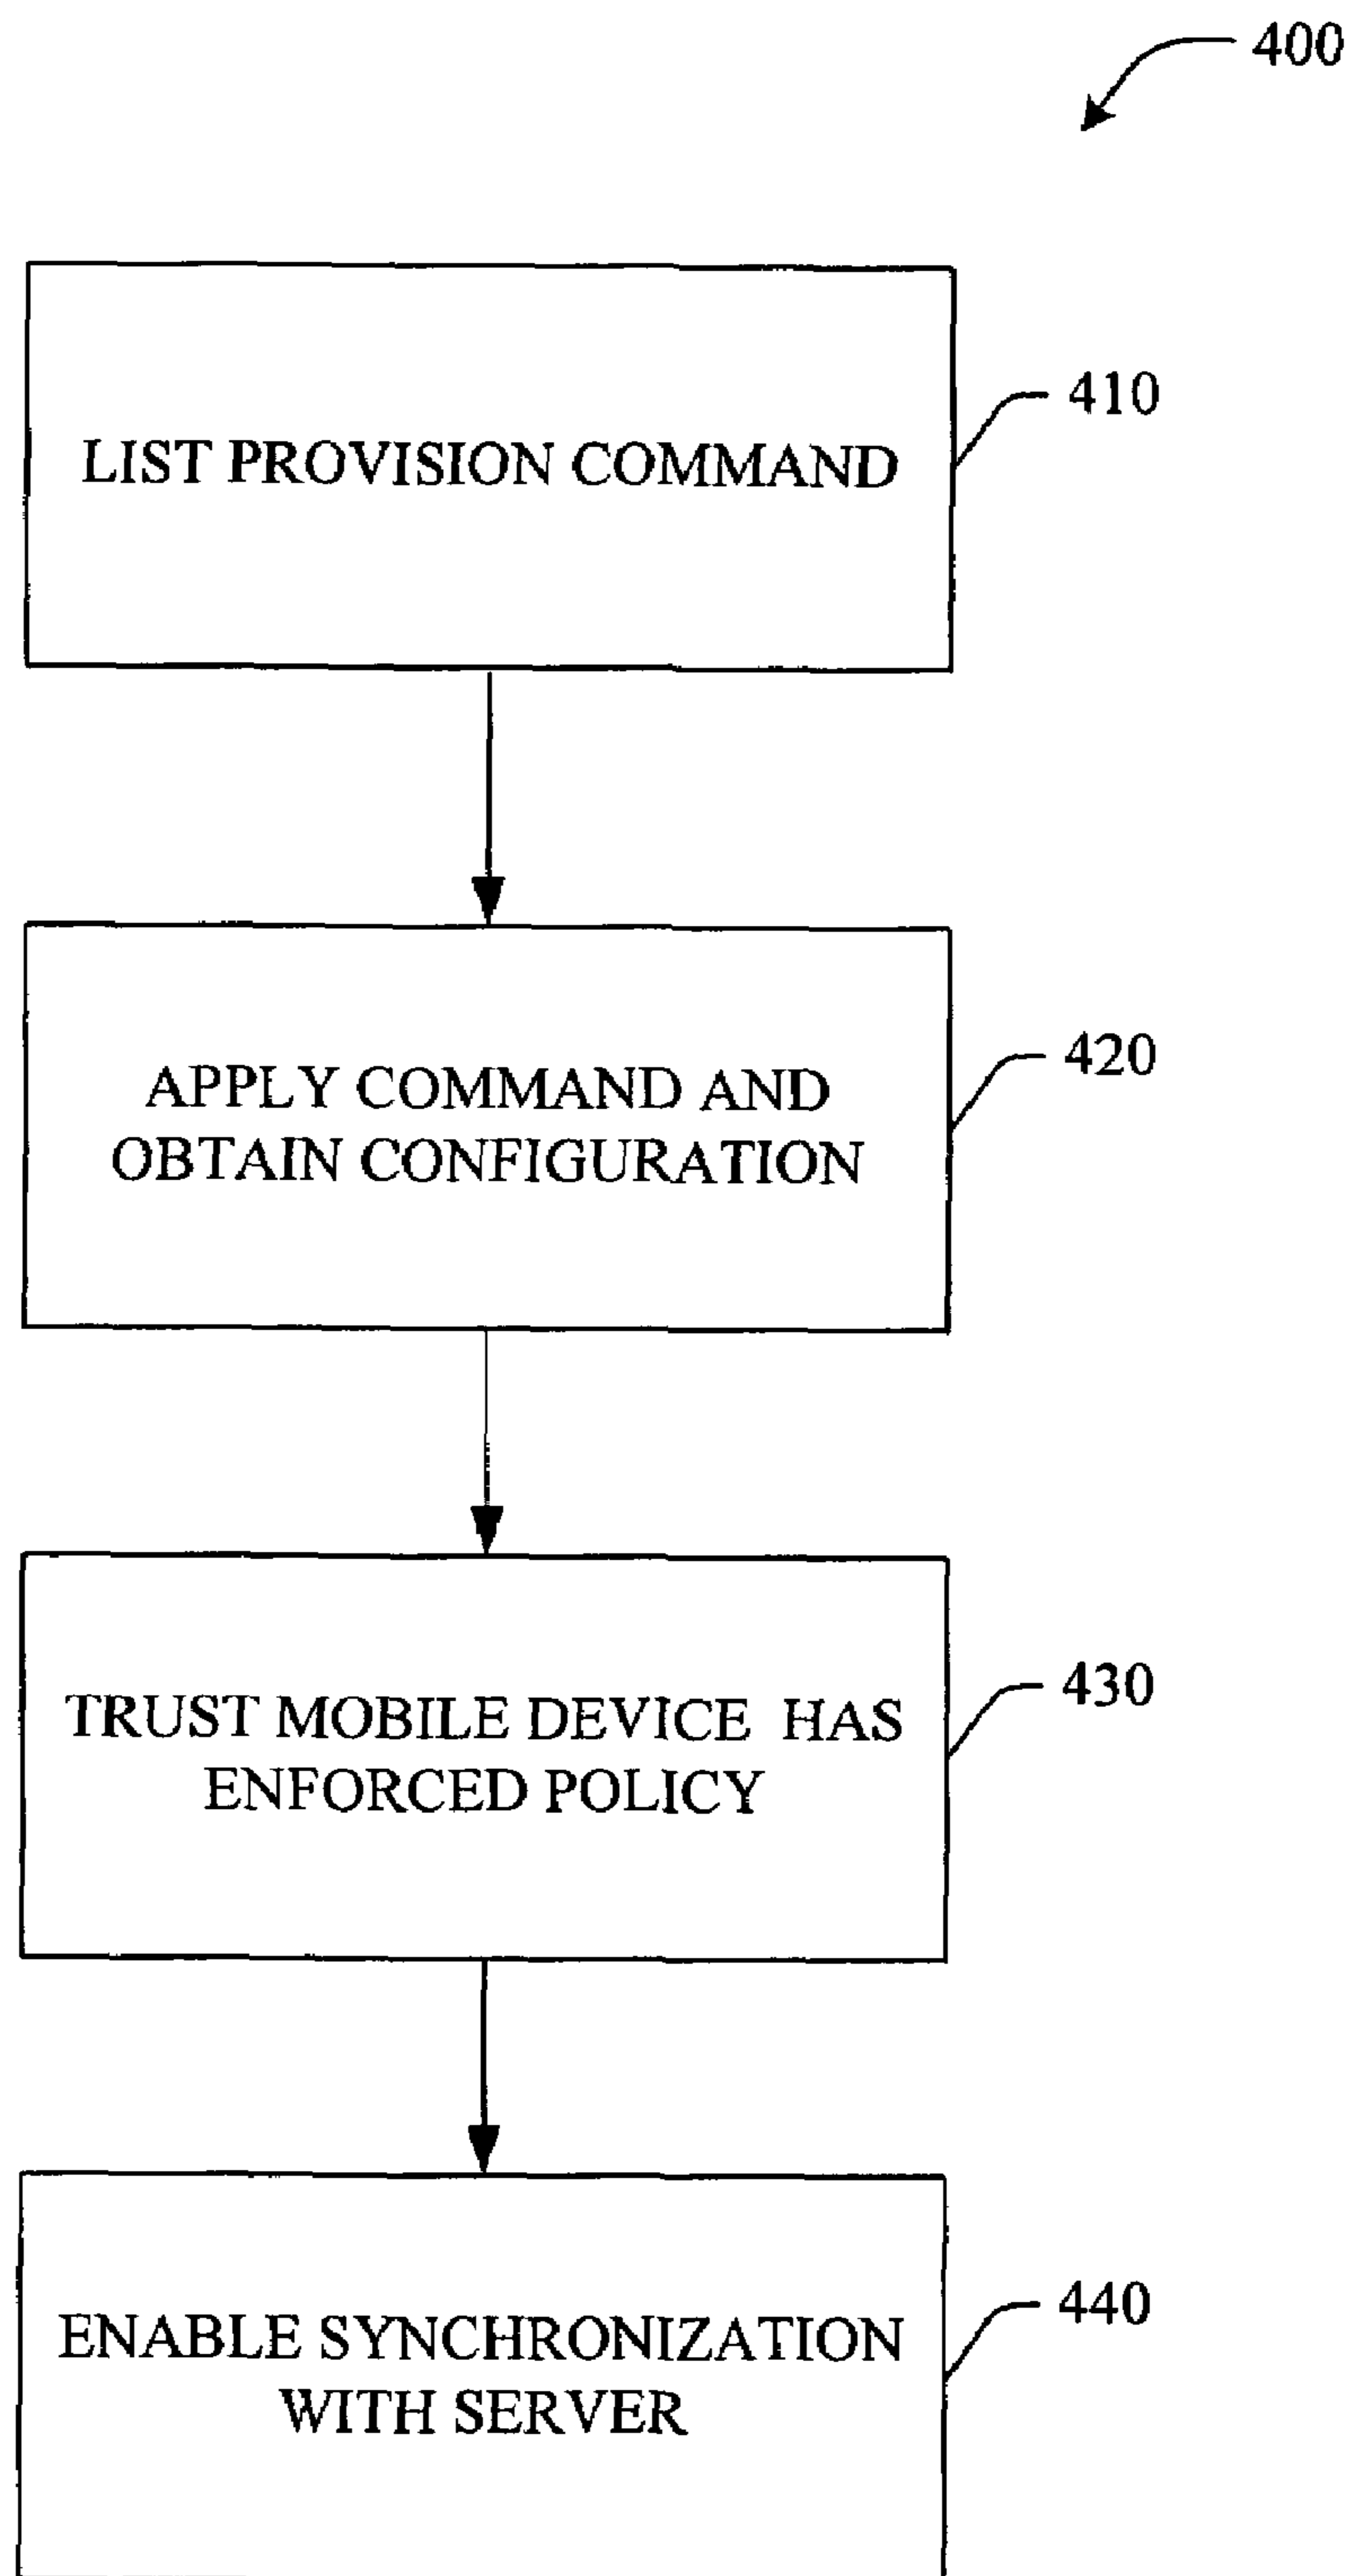 400
LIST PROVISION COMMAND
410
APPLY COMMAND AND
OBTAIN CONFIGURATION
420
TRUST MOBILE DEVICE HAS
ENFORCED POLICY
430
ENABLE SYNCHRONIZATION
WITH SERVER
440